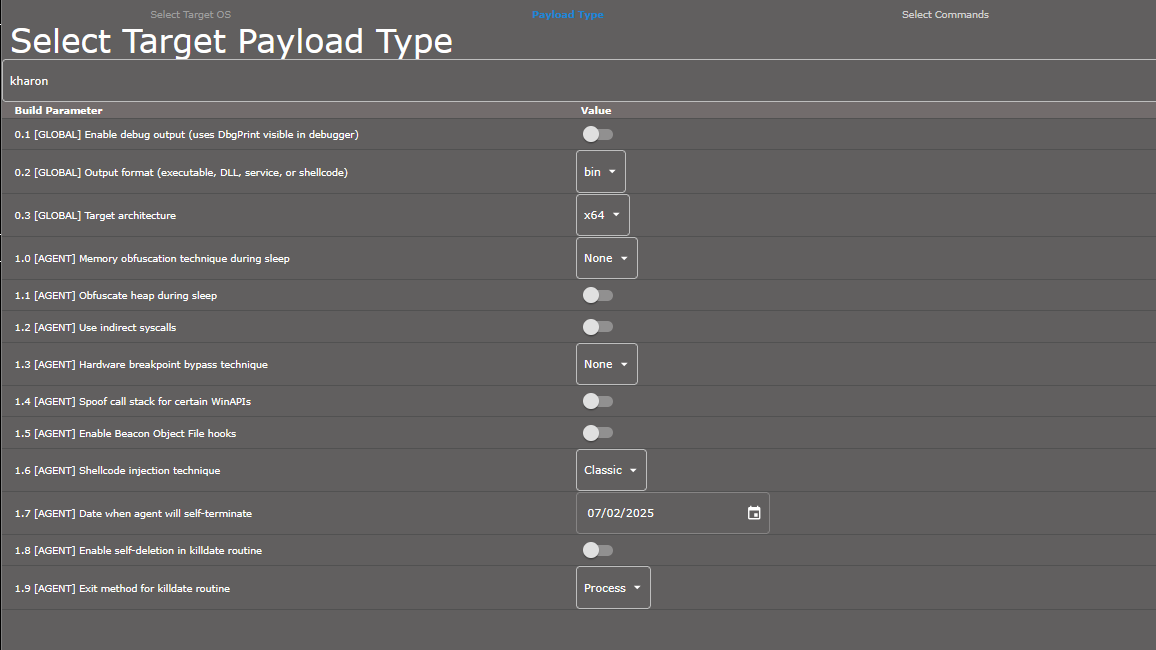 Select Target OS
Payload Type
Select Commands
Select Target Payload Type
kharon
Build Parameter
Value
0.1 [GLOBAL] Enable debug output (uses DbgPrint visible in debugger)
0.2 [GLOBAL] Output format (executable, DLL, service, or shellcode)
bin
0.3 [GLOBAL] Target architecture
x64
1.0 [AGENT] Memory obfuscation technique during sleep
None
1.1 [AGENT] Obfuscate heap during sleep
1.2 [AGENT] Use indirect syscalls
1.3 [AGENT] Hardware breakpoint bypass technique
None
1.4 [AGENT] Spoof call stack for certain WinAPIs
1.5 [AGENT] Enable Beacon Object File hooks
1.6 [AGENT] Shellcode injection technique
Classic
1.7 [AGENT] Date when agent will self-terminate
07/02/2025
1.8 [AGENT] Enable self-deletion in killdate routine
1.9 [AGENT] Exit method for killdate routine
Process